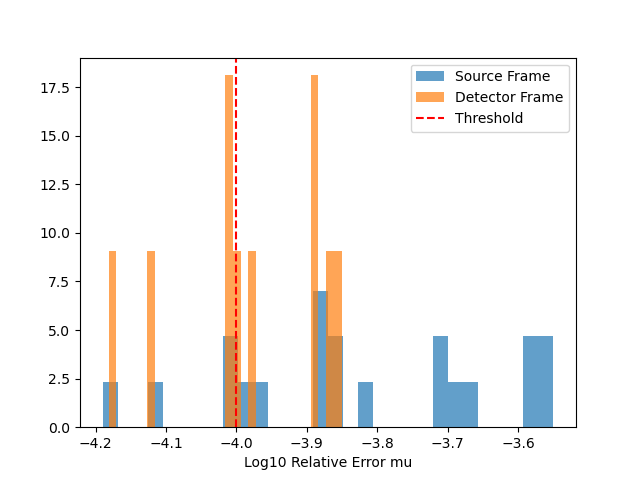 Source Frame
Detector Frame
Threshold
17.5
15.0
12.5
10.0
7.5
5.0
2.5
0.0
−4.2 −4.1 −4.0 −3.9 −3.8 −3.7 −3.6
Log10 Relative Error mu